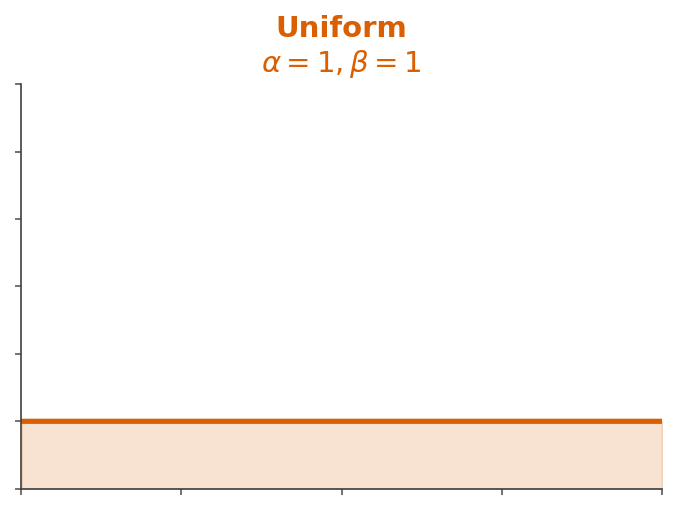 Uniform
α = 1, β = 1